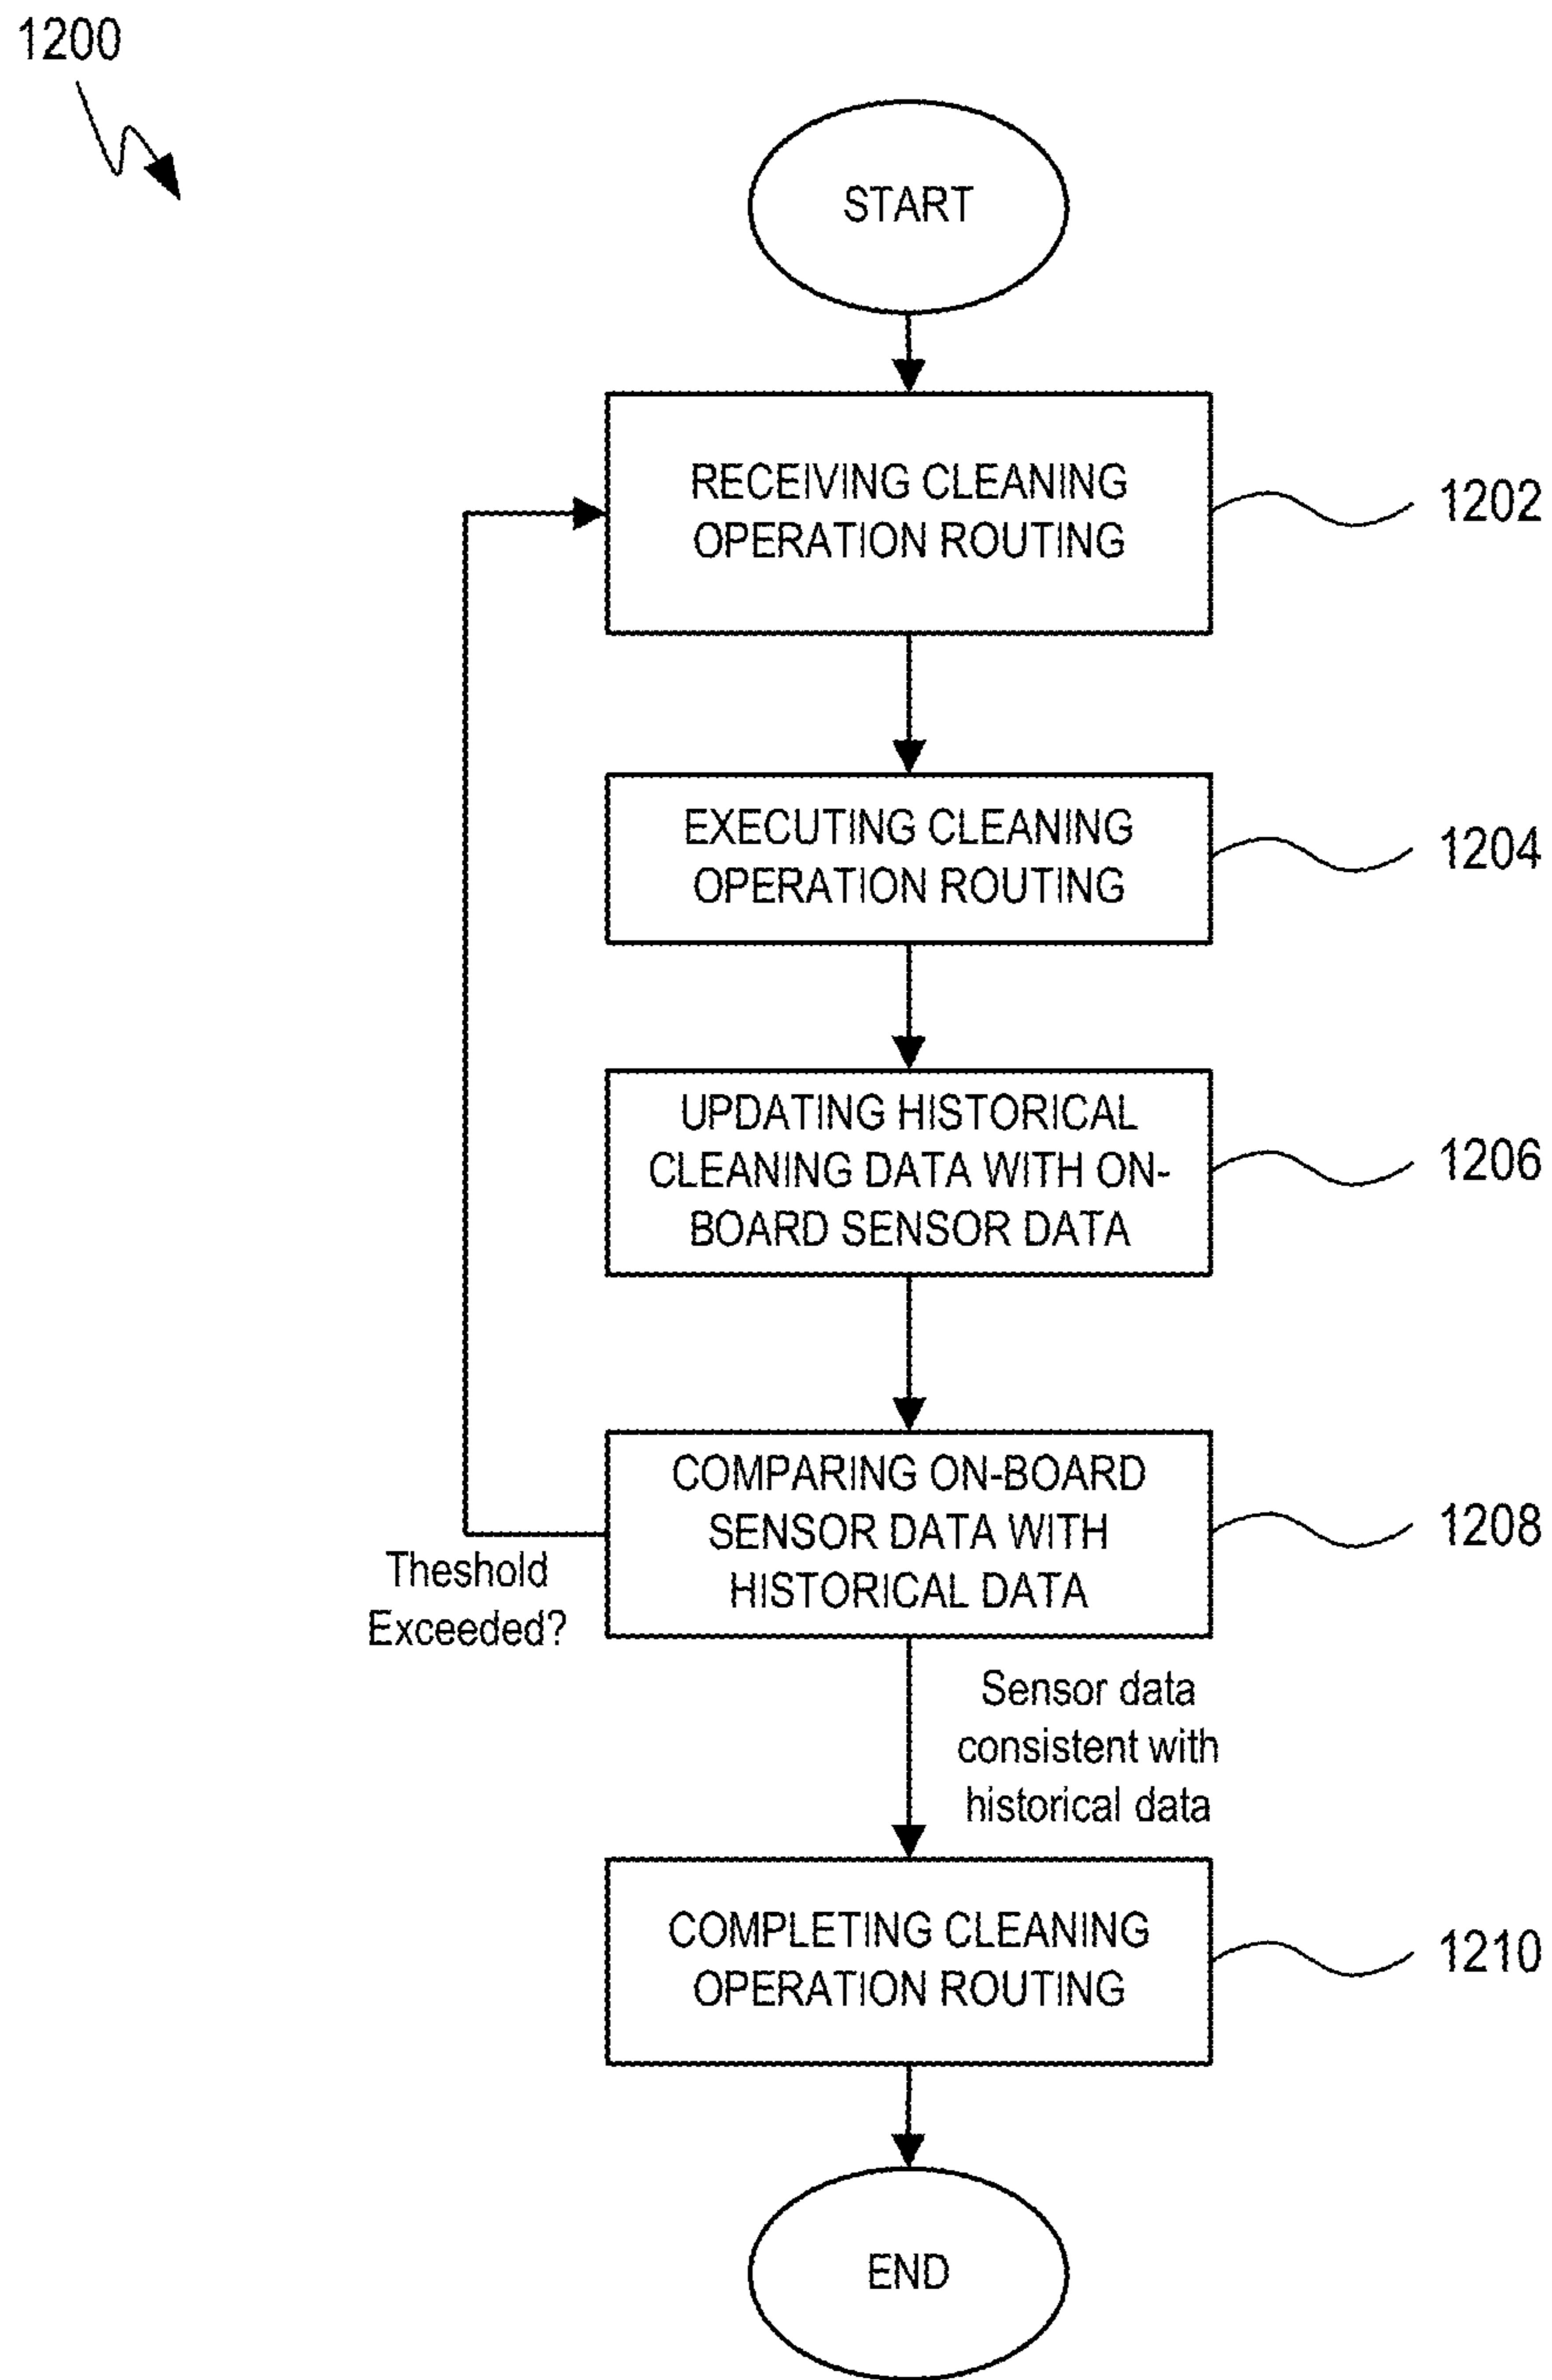 1200
START
RECEIVING CLEANING
OPERATION ROUTING
1202
EXECUTING CLEANING
OPERATION ROUTING
1204
UPDATING HISTORICAL
CLEANING DATA WITH ON-
BOARD SENSOR DATA
1206
COMPARING ON-BOARD
SENSOR DATA WITH
HISTORICAL DATA
1208
Theshold
Exceeded?
Sensor data
consistent with
historical data
COMPLETING CLEANING
OPERATION ROUTING
1210
END